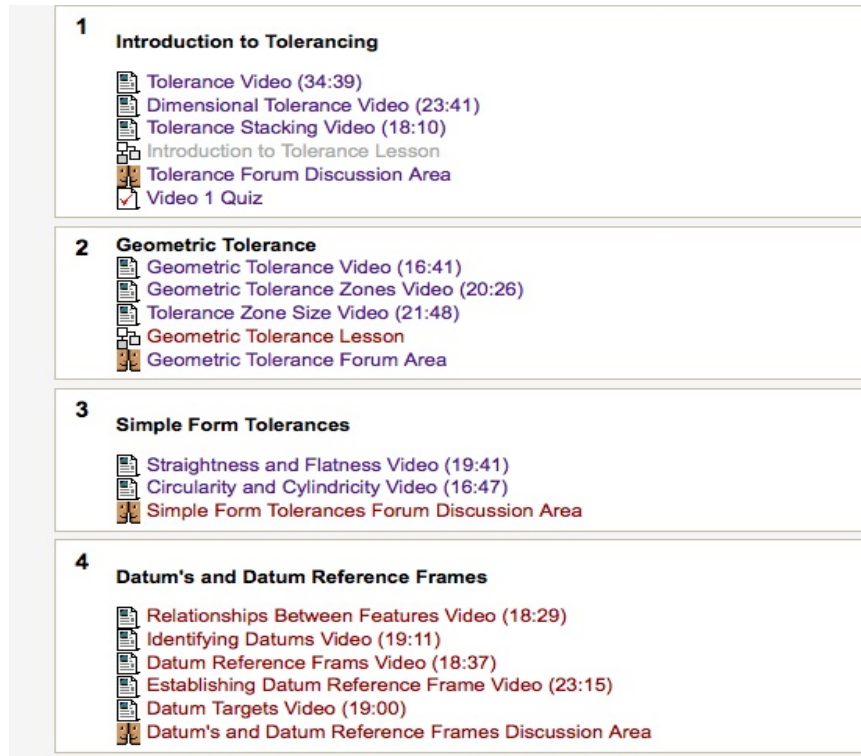 1
Introduction to Tolerancing
Tolerance Video (34:39)
Dimensional Tolerance Video (23:41)
Tolerance Stacking Video (18:10)
Introduction to Tolerance Lesson
Tolerance Forum Discussion Area
Video 1 Quiz
2
Geometric Tolerance
Geometric Tolerance Video (16:41)
Geometric Tolerance Zones Video (20:26)
Tolerance Zone Size Video (21:48)
Geometric Tolerance Lesson
Geometric Tolerance Forum Area
3
Simple Form Tolerances
Straightness and Flatness Video (19:41)
Circularity and Cylindricity Video (16:47)
Simple Form Tolerances Forum Discussion Area
4
Datum's and Datum Reference Frames
Relationships Between Features Video (18:29)
Identifying Datums Video (19:11)
Datum Reference Frams Video (18:37)
Establishing Datum Reference Frame Video (23:15)
Datum Targets Video (19:00)
Datum's and Datum Reference Frames Discussion Area